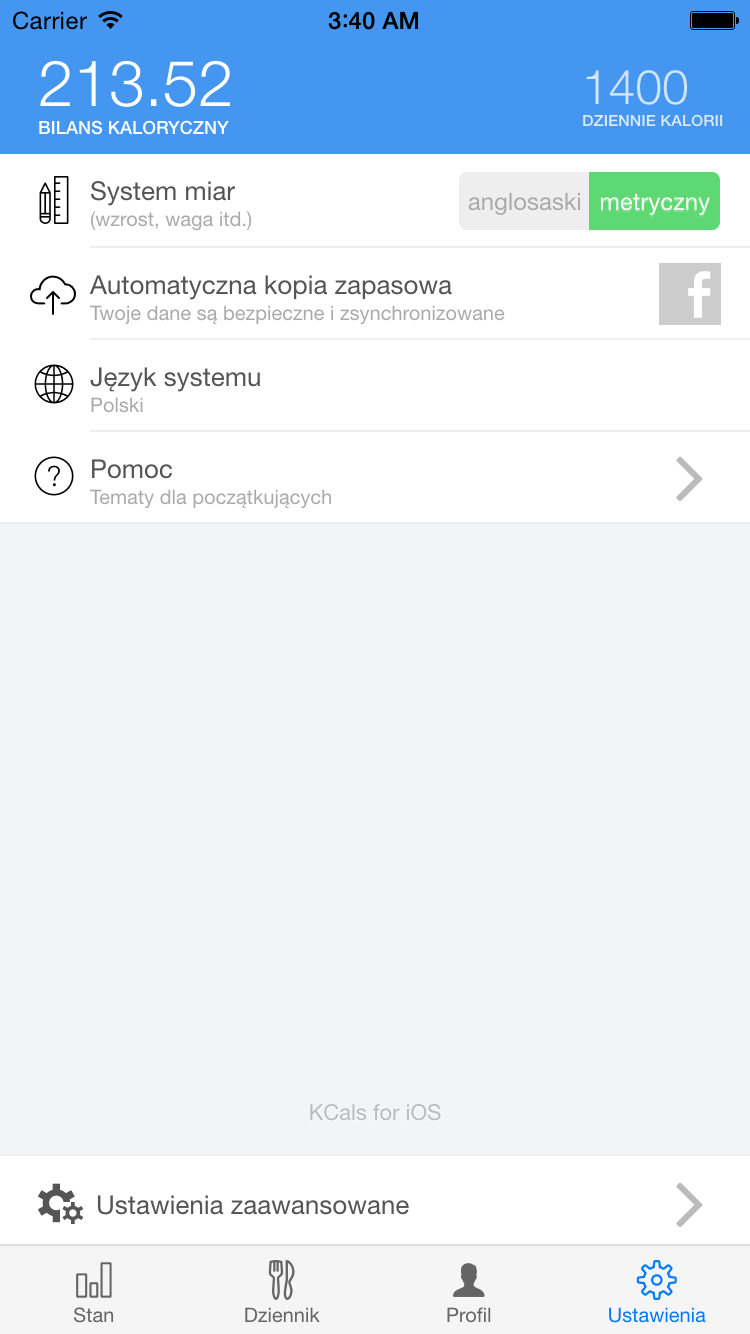 Carrier 3:40 AM
213.52
BILANS KALORYCZNY
1400
DZIENNIE KALORII
System miar
(wzrost, waga itd.)
anglosaski metryczny
Automatyczna kopia zapasowa
Twoje dane są bezpieczne i zsynchronizowane
f
Język systemu
Polski
?
Pomoc
Tematy dla początkujących
KCals for iOS
Ustawienia zaawansowane
Stan Dziennik Profil Ustawienia